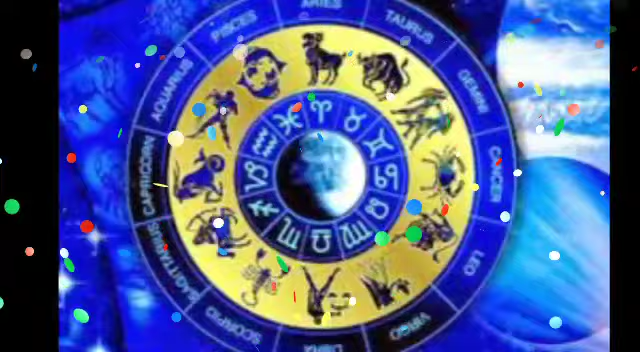 ARIES
TAURUS
GEMINI
CANCER
LEO
VIRGO
LIBRA
SCORPIO
SAGITTARIUS
CAPRICORN
AQUARIUS
PISCES